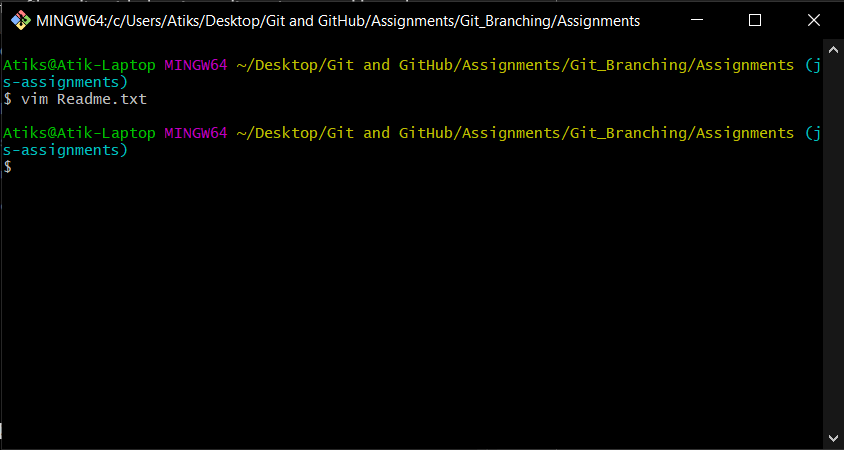 MINGW64:/c/Users/Atiks/Desktop/Git and GitHub/Assignments/Git_Branching/Assignments
Atiks@Atik-Laptop MINGW64 ~/Desktop/Git and GitHub/Assignments/Git_Branching/Assignments (j
s-assignments)
$ vim Readme.txt
Atiks@Atik-Laptop MINGW64 ~/Desktop/Git and GitHub/Assignments/Git_Branching/Assignments (j
s-assignments)
$